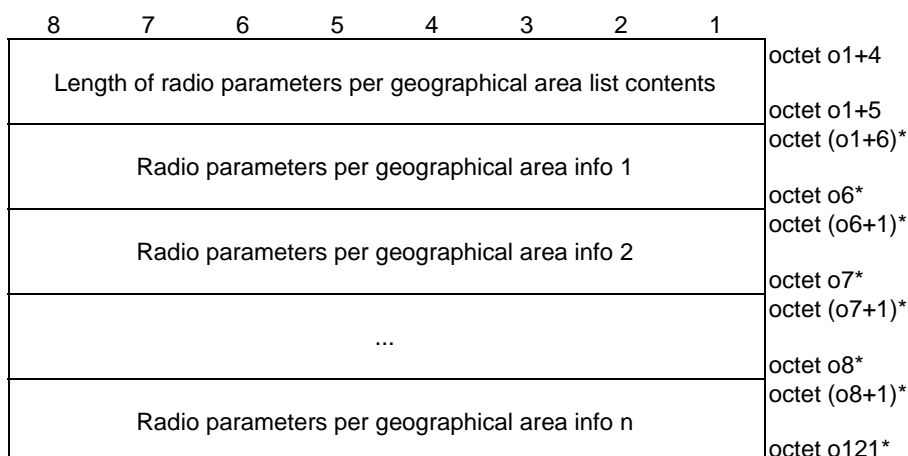 8 7 6 5 4 3 2 1
octet o1+4
Length of radio parameters per geographical area list contents
octet o1+5
octet (o1+6)*
Radio parameters per geographical area info 1
octet o6*
octet (o6+1)*
Radio parameters per geographical area info 2
octet o7*
octet (o7+1)*
...
octet o8*
octet (o8+1)*
Radio parameters per geographical area info n
octet o121*